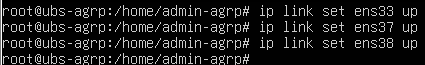 root@ubs-agrp:/home/admin-agrp# ip link set ens33 up
root@ubs-agrp:/home/admin-agrp# ip link set ens37 up
root@ubs-agrp:/home/admin-agrp# ip link set ens38 up
root@ubs-agrp:/home/admin-agrp#